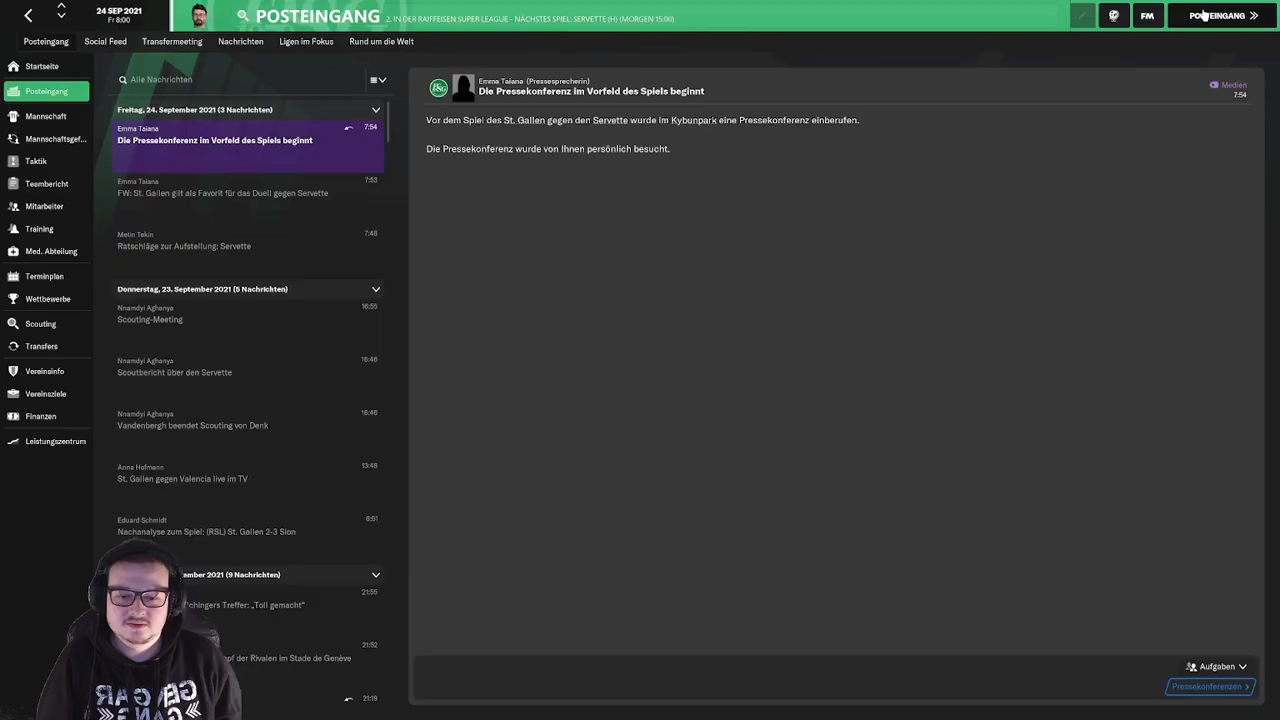 24 SEP 2021
Fr 8:00
POSTEINGANG
2. IN DER RAIFFEISEN SUPER LEAGUE - NÄCHSTES SPIEL: SERVETTE (H) (MORGEN 15:00)
FM
POSTEINGANG
Posteingang
Social Feed
Transfermeeting
Nachrichten
Ligen im Fokus
Rund um die Welt
Startseite
Posteingang
Mannschaft
Mannschaftsgef...
Taktik
Teambericht
Mitarbeiter
Training
Med. Abteilung
Terminplan
Wettbewerbe
Scouting
Transfers
Vereinsinfo
Vereinsziele
Finanzen
Leistungszentrum
Alle Nachrichten
Freitag, 24. September 2021 (3 Nachrichten)
Emma Taiana 7:54
Die Pressekonferenz im Vorfeld des Spiels beginnt
Emma Taiana 7:53
FW: St. Gallen gilt als Favorit für das Duell gegen Servette
Metin Tekin 7:48
Ratschläge zur Aufstellung: Servette
Donnerstag, 23. September 2021 (5 Nachrichten)
Nnamdyi Aghanya 16:55
Scouting-Meeting
Nnamdyi Aghanya 16:46
Scoutbericht über den Servette
Nnamdyi Aghanya 16:46
Vandenbergh beendet Scouting von Denk
Anna Hofmann 13:48
St. Gallen gegen Valencia live im TV
Eduard Schmidt 8:51
Nachanalyse zum Spiel: (RSL) St. Gallen 2-3 Sion
ember 2021 (9 Nachrichten)
21:55
chingers Treffer: „Toll gemacht“
21:52
pf der Rivalen im Stade de Genève
21:19
Emma Taiana (Pressesprecherin)
Die Pressekonferenz im Vorfeld des Spiels beginnt
Medien
7:54
Vor dem Spiel des St. Gallen gegen den Servette wurde im Kybunpark eine Pressekonferenz einberufen.
Die Pressekonferenz wurde von Ihnen persönlich besucht.
Aufgaben
Pressekonferenzen